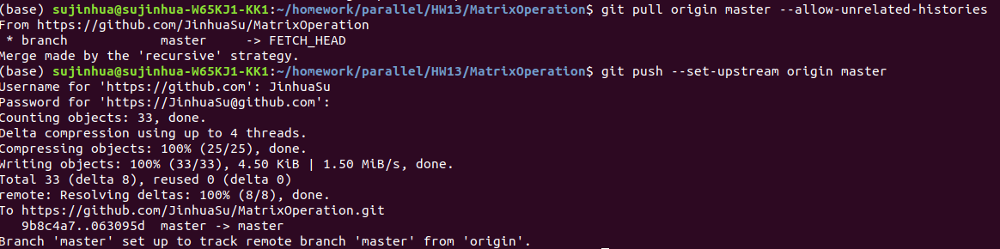 (base) sujinhua@sujinhua-W65KJ1-KK1:~/homework/parallel/HW13/MatrixOperation$ git pull origin master --allow-unrelated-histories
From https://github.com/JinhuaSu/MatrixOperation
 * branch            master     -> FETCH_HEAD
Merge made by the 'recursive' strategy.
(base) sujinhua@sujinhua-W65KJ1-KK1:~/homework/parallel/HW13/MatrixOperation$ git push --set-upstream origin master
Username for 'https://github.com': JinhuaSu
Password for 'https://JinhuaSu@github.com':
Counting objects: 33, done.
Delta compression using up to 4 threads.
Compressing objects: 100% (25/25), done.
Writing objects: 100% (33/33), 4.50 KiB | 1.50 MiB/s, done.
Total 33 (delta 8), reused 0 (delta 0)
remote: Resolving deltas: 100% (8/8), done.
To https://github.com/JinhuaSu/MatrixOperation.git
   9b8c4a7..063095d  master -> master
Branch 'master' set up to track remote branch 'master' from 'origin'.